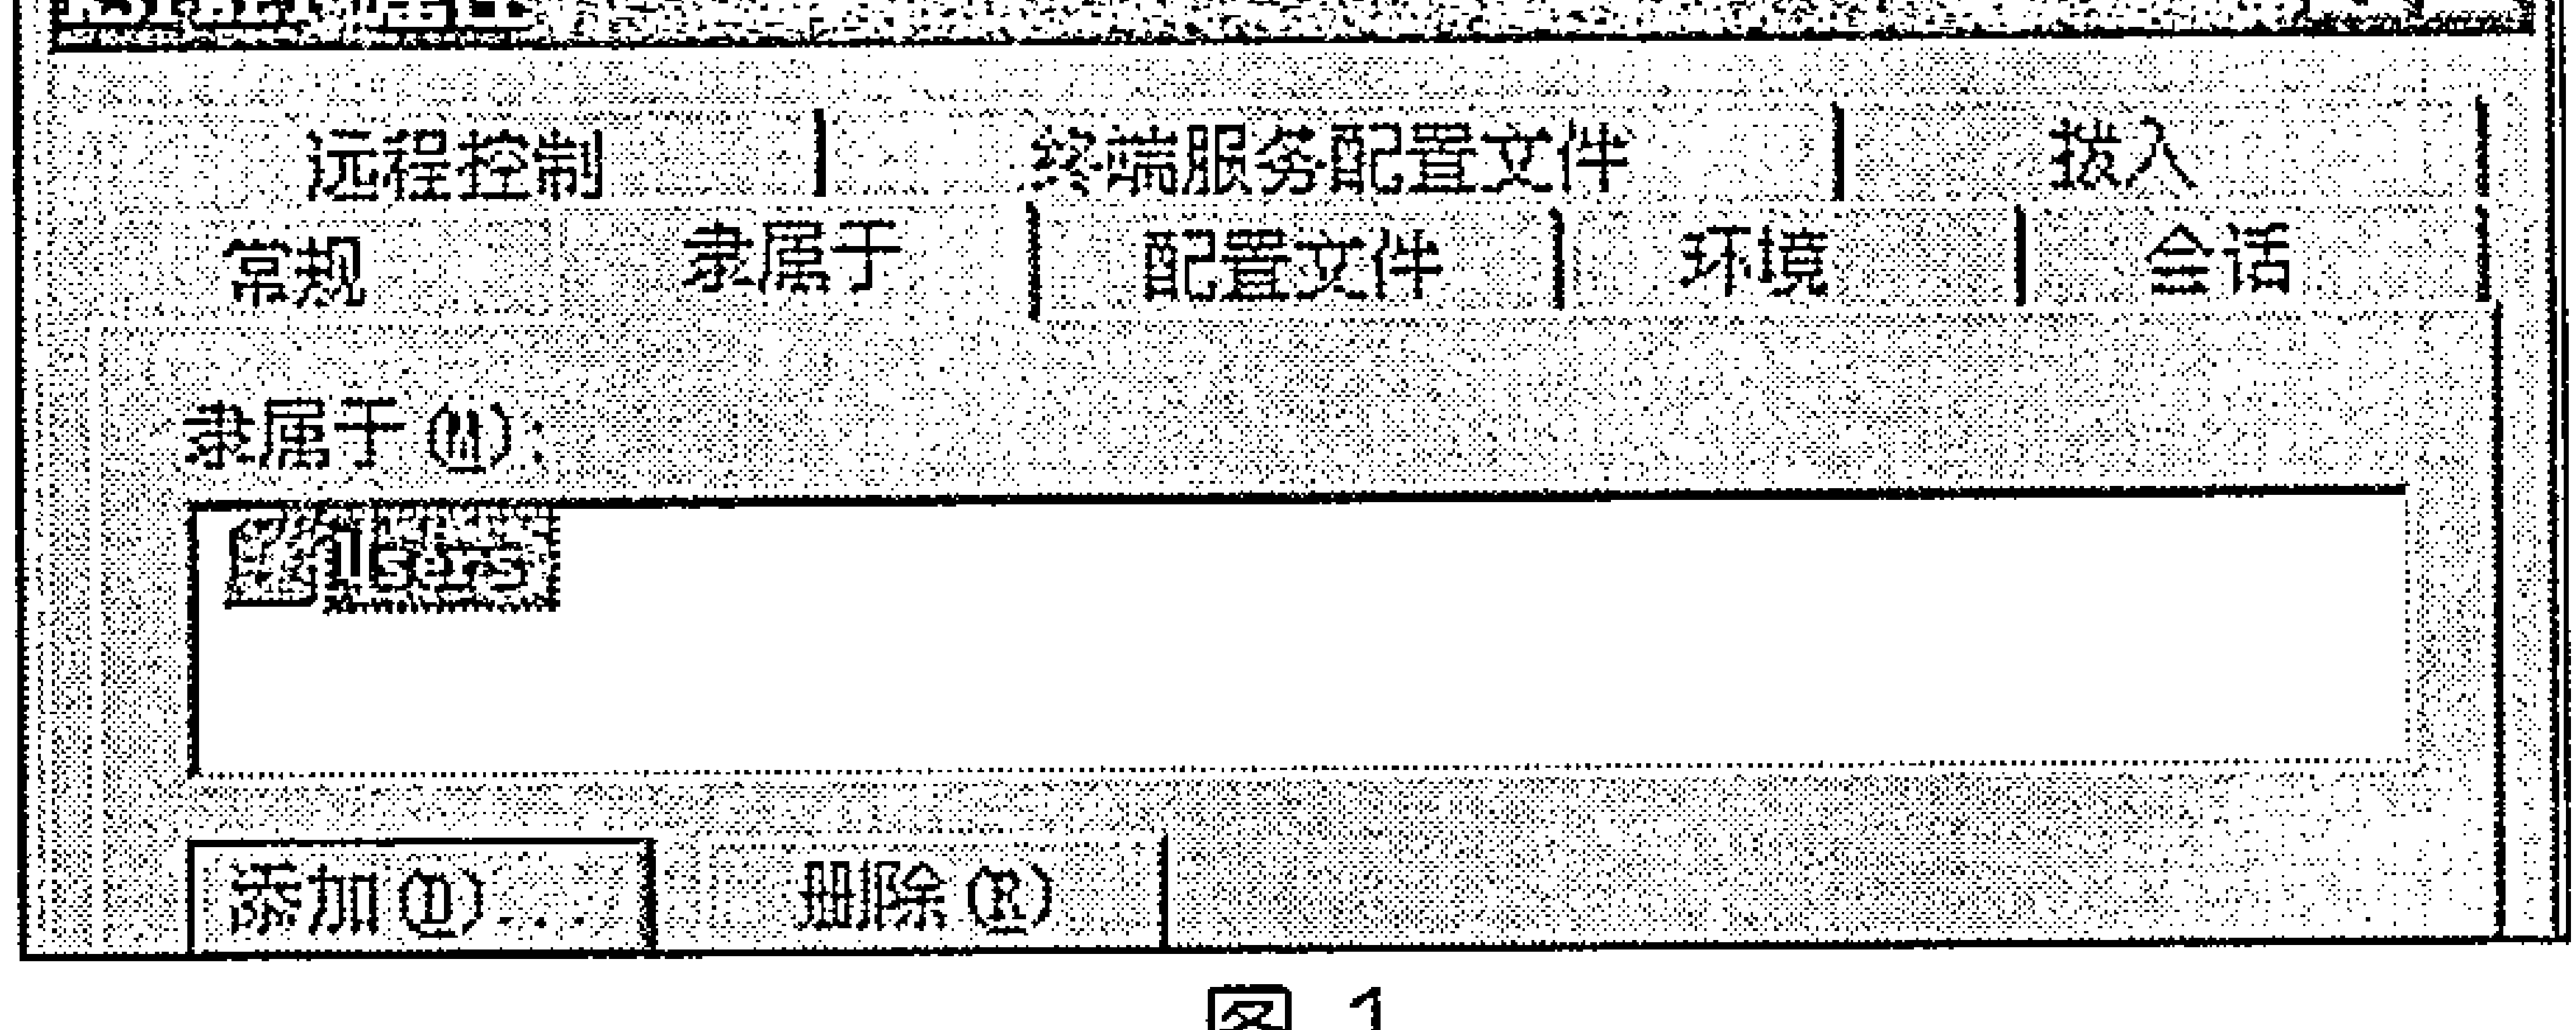 远程控制 终端服务配置文件 拨入
常规 隶属于 配置文件 环境 会话
隶属于(M):
Users
添加(D)... 删除(R)
图 1